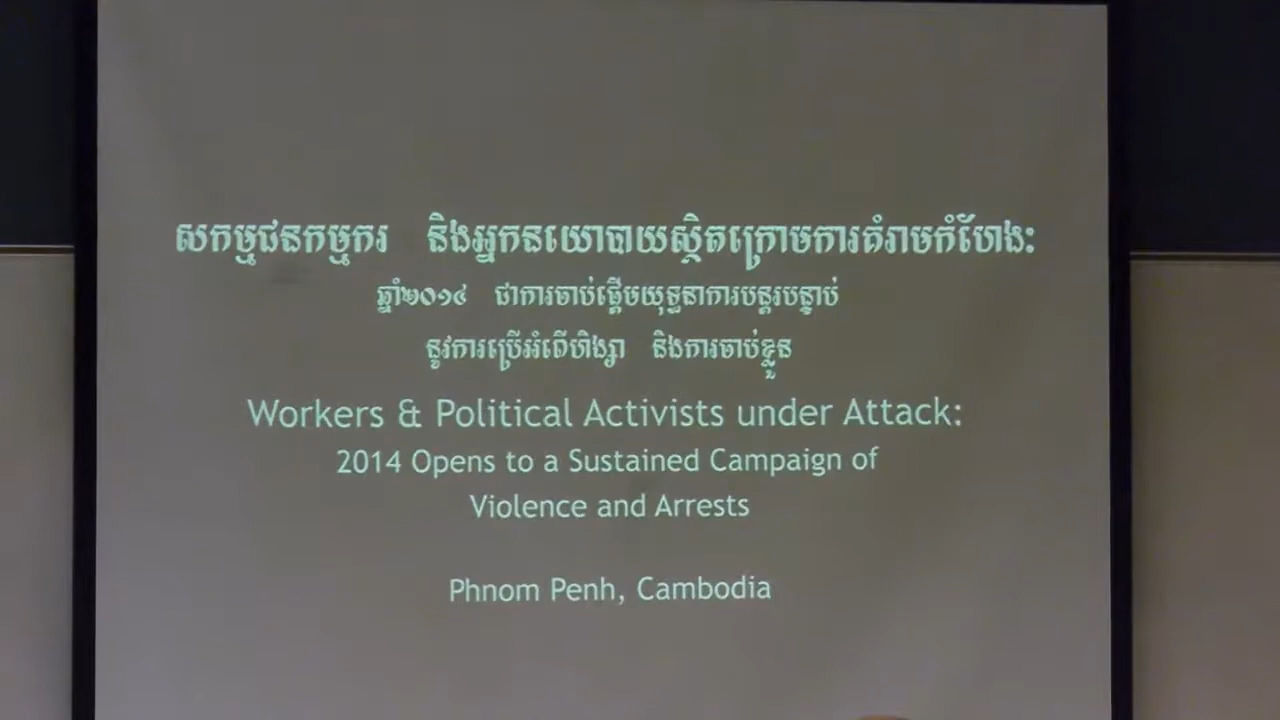 សកម្មជនកម្មករ និងអ្នកនយោបាយស្ថិតក្រោមការគំរាមកំហែង:
ឆ្នាំ២០១៤ ជាការចាប់ផ្តើមយុទ្ធនាការបន្តរបន្ទាប់
នូវការប្រើអំពើហិង្សា និងការចាប់ខ្លួន
Workers & Political Activists under Attack:
2014 Opens to a Sustained Campaign of
Violence and Arrests
Phnom Penh, Cambodia